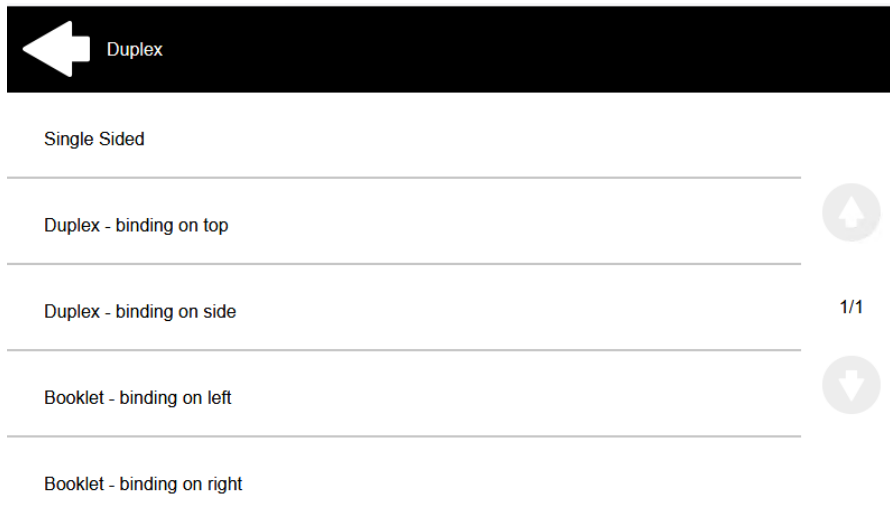 Duplex
Single Sided
Duplex - binding on top
Duplex - binding on side
1/1
Booklet - binding on left
Booklet - binding on right